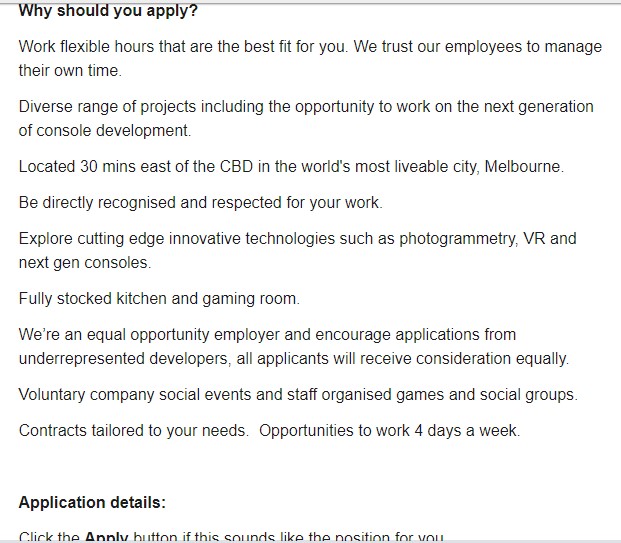 Why should you apply?
Work flexible hours that are the best fit for you. We trust our employees to manage
their own time.
Diverse range of projects including the opportunity to work on the next generation
of console development.
Located 30 mins east of the CBD in the world's most liveable city, Melbourne.
Be directly recognised and respected for your work.
Explore cutting edge innovative technologies such as photogrammetry, VR and
next gen consoles.
Fully stocked kitchen and gaming room.
We’re an equal opportunity employer and encourage applications from
underrepresented developers, all applicants will receive consideration equally.
Voluntary company social events and staff organised games and social groups.
Contracts tailored to your needs.  Opportunities to work 4 days a week.
Application details:
Click the Apply button if this sounds like the position for you